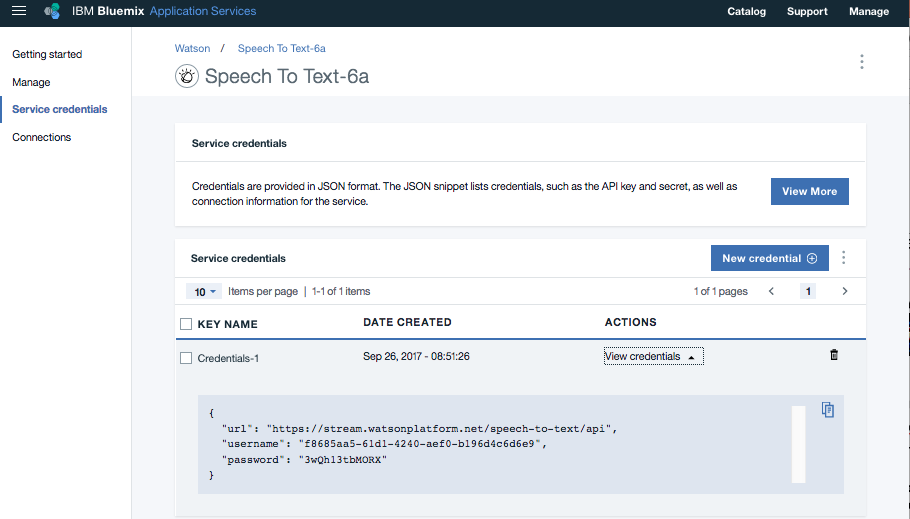 IBM Bluemix Application Services
Catalog Support Manage
Getting started
Manage
Service credentials
Connections
Watson / Speech To Text-6a
Speech To Text-6a
Service credentials
Credentials are provided in JSON format. The JSON snippet lists credentials, such as the API key and secret, as well as
connection information for the service.
View More
Service credentials
New credential
10 Items per page | 1-1 of 1 items
1 of 1 pages < 1 >
KEY NAME DATE CREATED ACTIONS
Credentials-1 Sep 26, 2017 - 08:51:26 View credentials
{
"url": "https://stream.watsonplatform.net/speech-to-text/api",
"username": "f8685aa5-61d1-4240-aef0-b196d4c6d6e9",
"password": "3wQh13tbMORX"
}